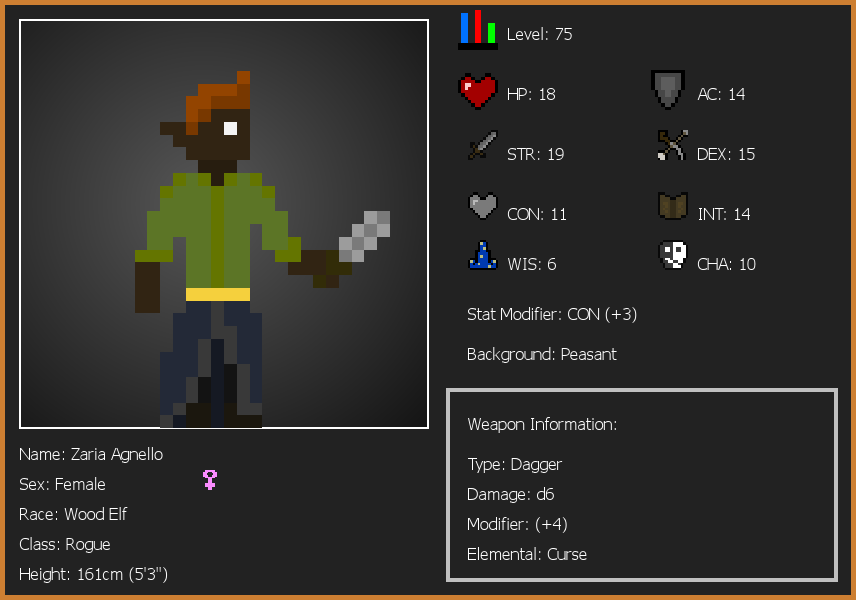 Level: 75
HP: 18
AC: 14
STR: 19
DEX: 15
CON: 11
INT: 14
WIS: 6
CHA: 10
Stat Modifier: CON (+3)
Background: Peasant
Weapon Information:
Type: Dagger
Damage: d6
Modifier: (+4)
Elemental: Curse
Name: Zaria Agnello
Sex: Female
Race: Wood Elf
Class: Rogue
Height: 161cm (5'3")